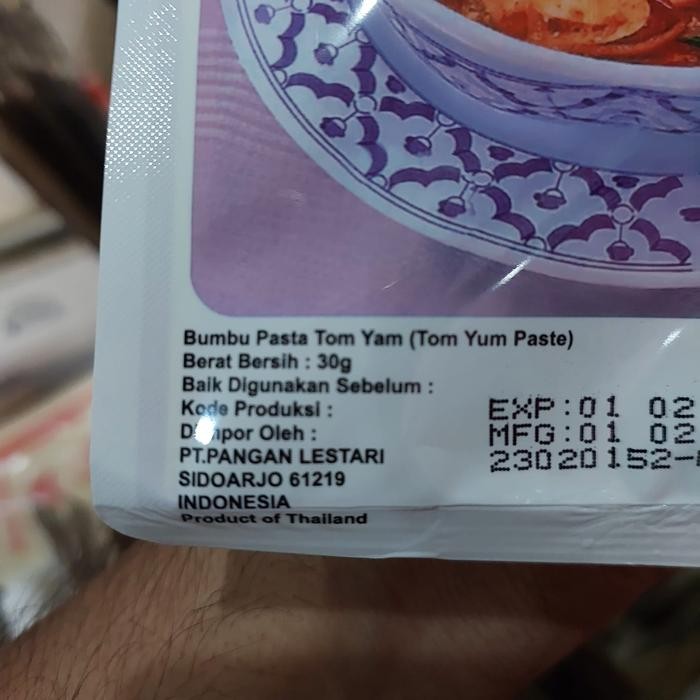 Bumbu Pasta Tom Yam (Tom Yum Paste)
Berat Bersih : 30g
Baik Digunakan Sebelum :
Kode Produksi :
Diimpor Oleh :
PT.PANGAN LESTARI
SIDOARJO 61219
INDONESIA
Product of Thailand
EXP:01 02
MFG:01 02
23020152-